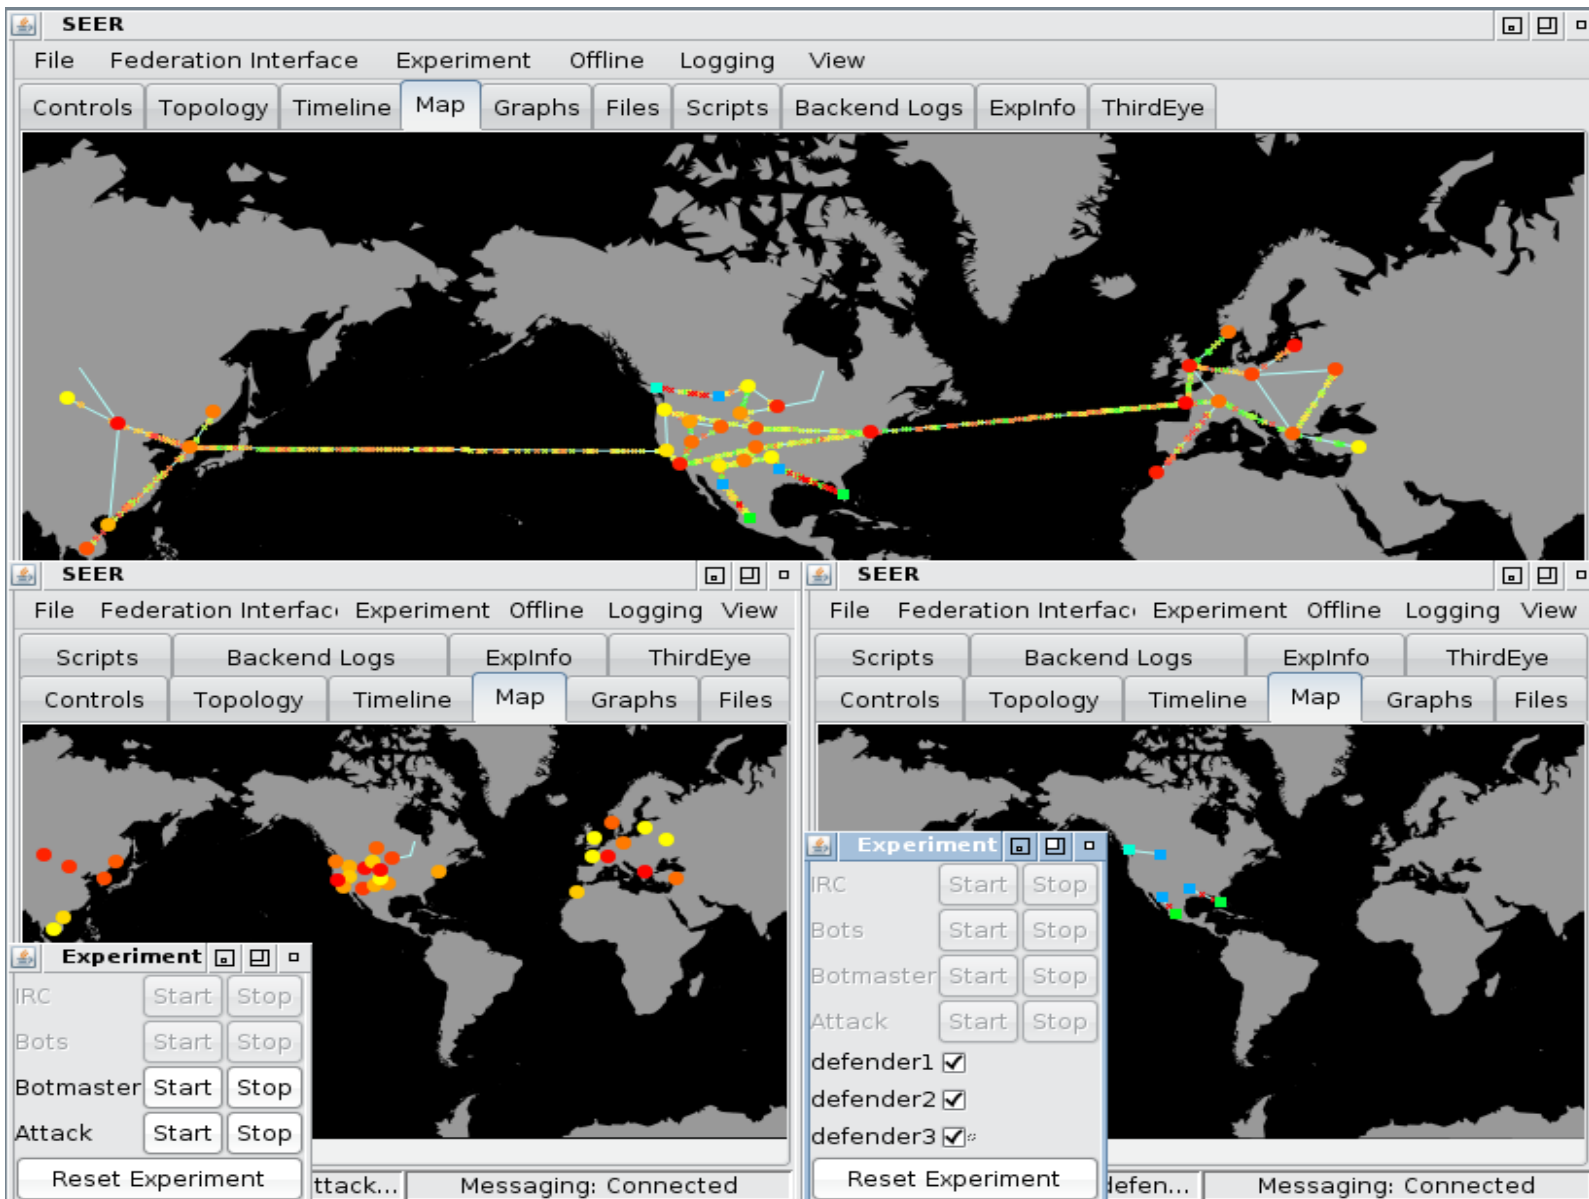 SEER
File Federation Interface Experiment Offline Logging View
Controls Topology Timeline Map Graphs Files Scripts Backend Logs ExpInfo ThirdEye
SEER
File Federation Interfac Experiment Offline Logging View
Scripts Backend Logs ExpInfo ThirdEye
Controls Topology Timeline Map Graphs Files
Experiment
IRC Start Stop
Bots Start Stop
Botmaster Start Stop
Attack Start Stop
Reset Experiment
ttack... Messaging: Connected
SEER
File Federation Interfac Experiment Offline Logging View
Scripts Backend Logs ExpInfo ThirdEye
Controls Topology Timeline Map Graphs Files
Experiment
IRC Start Stop
Bots Start Stop
Botmaster Start Stop
Attack Start Stop
defender1
defender2
defender3
Reset Experiment
defen... Messaging: Connected